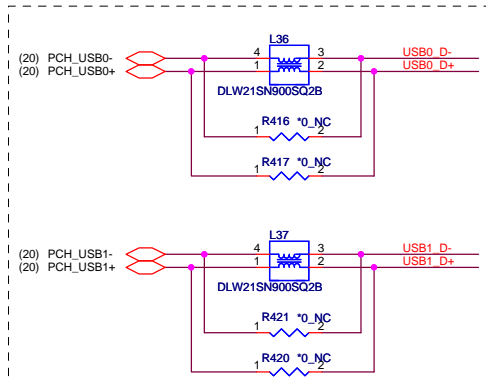 L36
(20) PCH_USB0- 4 3 USB0_D-
(20) PCH_USB0+ 1 2 USB0_D+
DLW21SN900SQ2B
R416 *0_NC
1 2
R417 *0_NC
1 2
L37
(20) PCH_USB1- 4 3 USB1_D-
(20) PCH_USB1+ 1 2 USB1_D+
DLW21SN900SQ2B
R421 *0_NC
1 2
R420 *0_NC
1 2